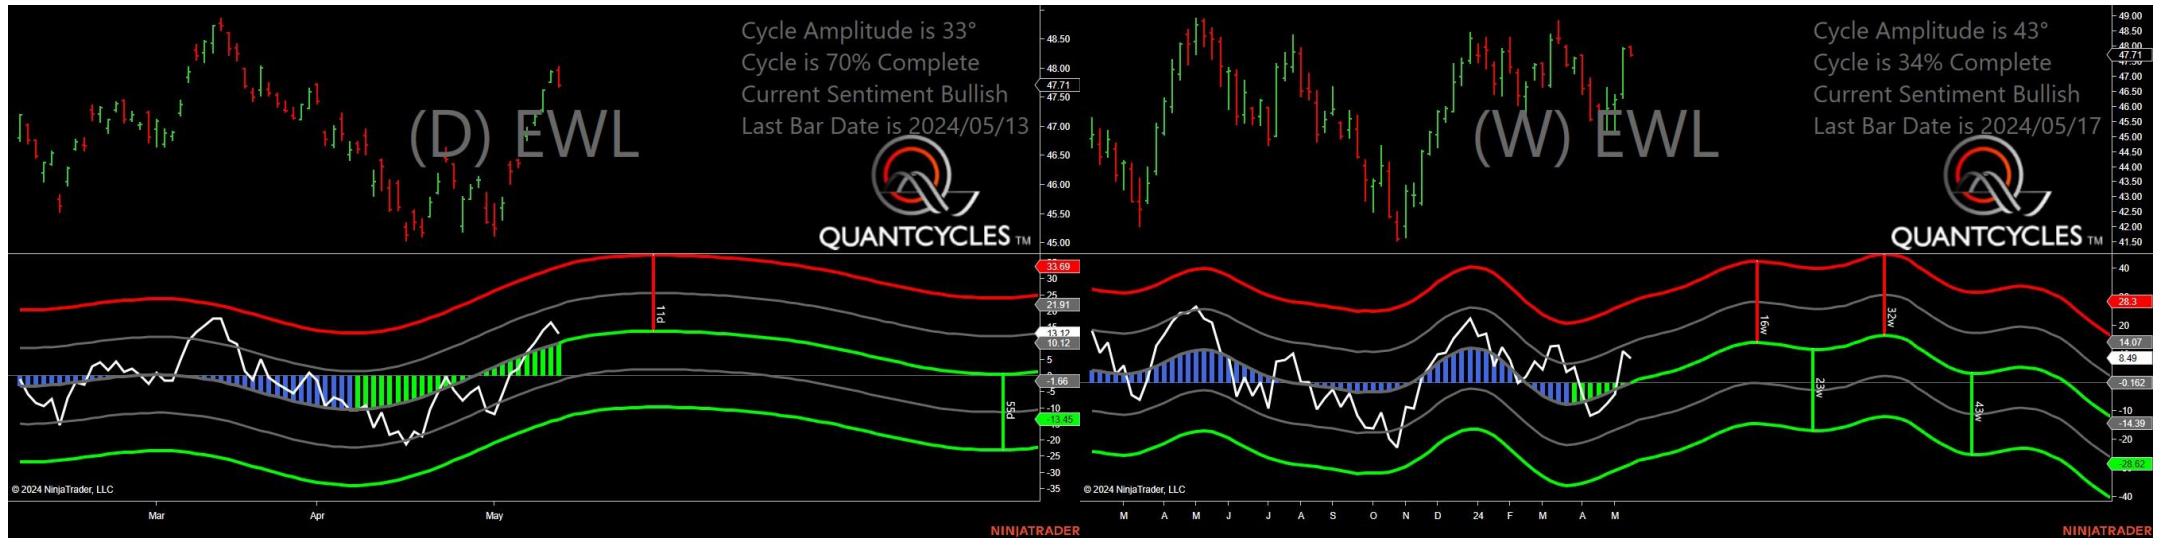 Cycle Amplitude is 33°
Cycle is 70% Complete
Current Sentiment Bullish
Last Bar Date is 2024/05/13
(D) EWL
QUANTCYCLES TM
48.50
48.00
47.71
47.50
47.00
46.50
46.00
45.50
45.00
33.69
30
25
21.91
13.12
10.12
5
-1.66
-5
-10
-13.45
-20
-25
-30
-35
11d
55d
© 2024 NinjaTrader, LLC
Mar
Apr
May
NINJATRADER
Cycle Amplitude is 43°
Cycle is 34% Complete
Current Sentiment Bullish
Last Bar Date is 2024/05/17
(W) EWL
QUANTCYCLES TM
49.00
48.50
48.00
47.71
47.00
46.50
46.00
45.50
45.00
44.50
44.00
43.50
43.00
42.50
42.00
41.50
40
28.3
20
14.07
8.49
-0.162
-10
-14.39
-20
-28.62
-40
16w
32w
23w
43w
© 2024 NinjaTrader, LLC
M
A
M
J
J
A
S
O
N
D
24
F
M
A
M
NINJATRADER